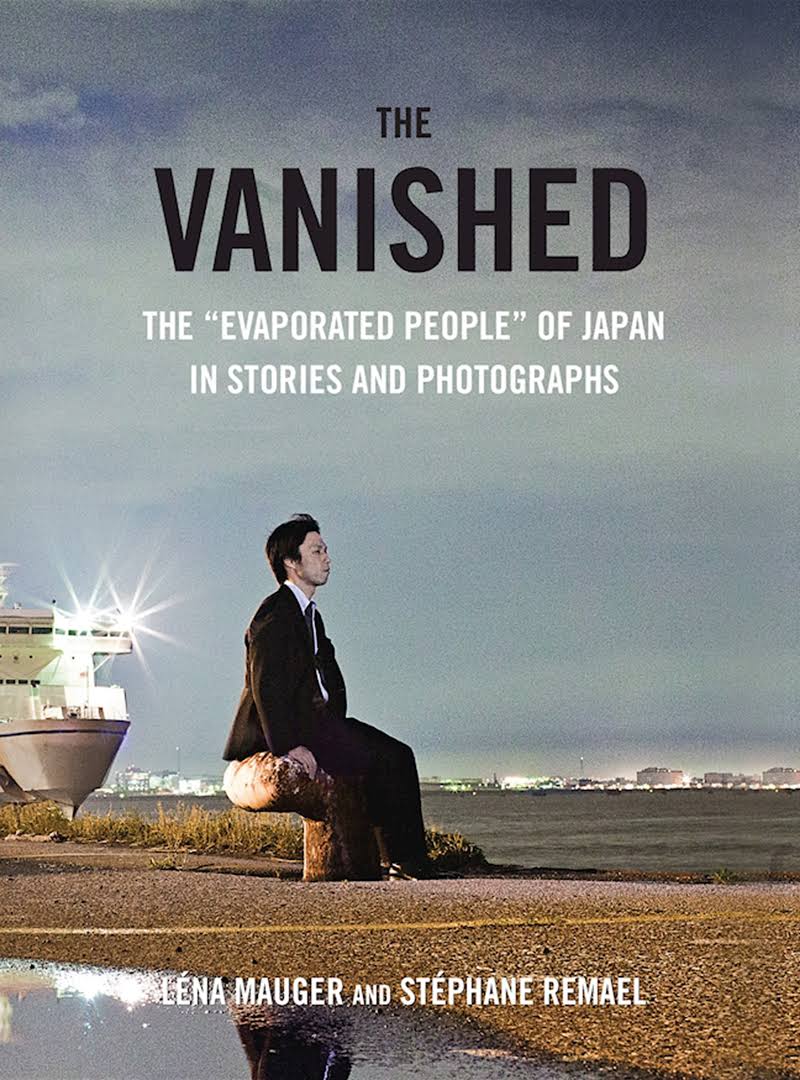 THE
VANISHED
THE “EVAPORATED PEOPLE” OF JAPAN
IN STORIES AND PHOTOGRAPHS
LÉNA MAUGER AND STÉPHANE REMAEL